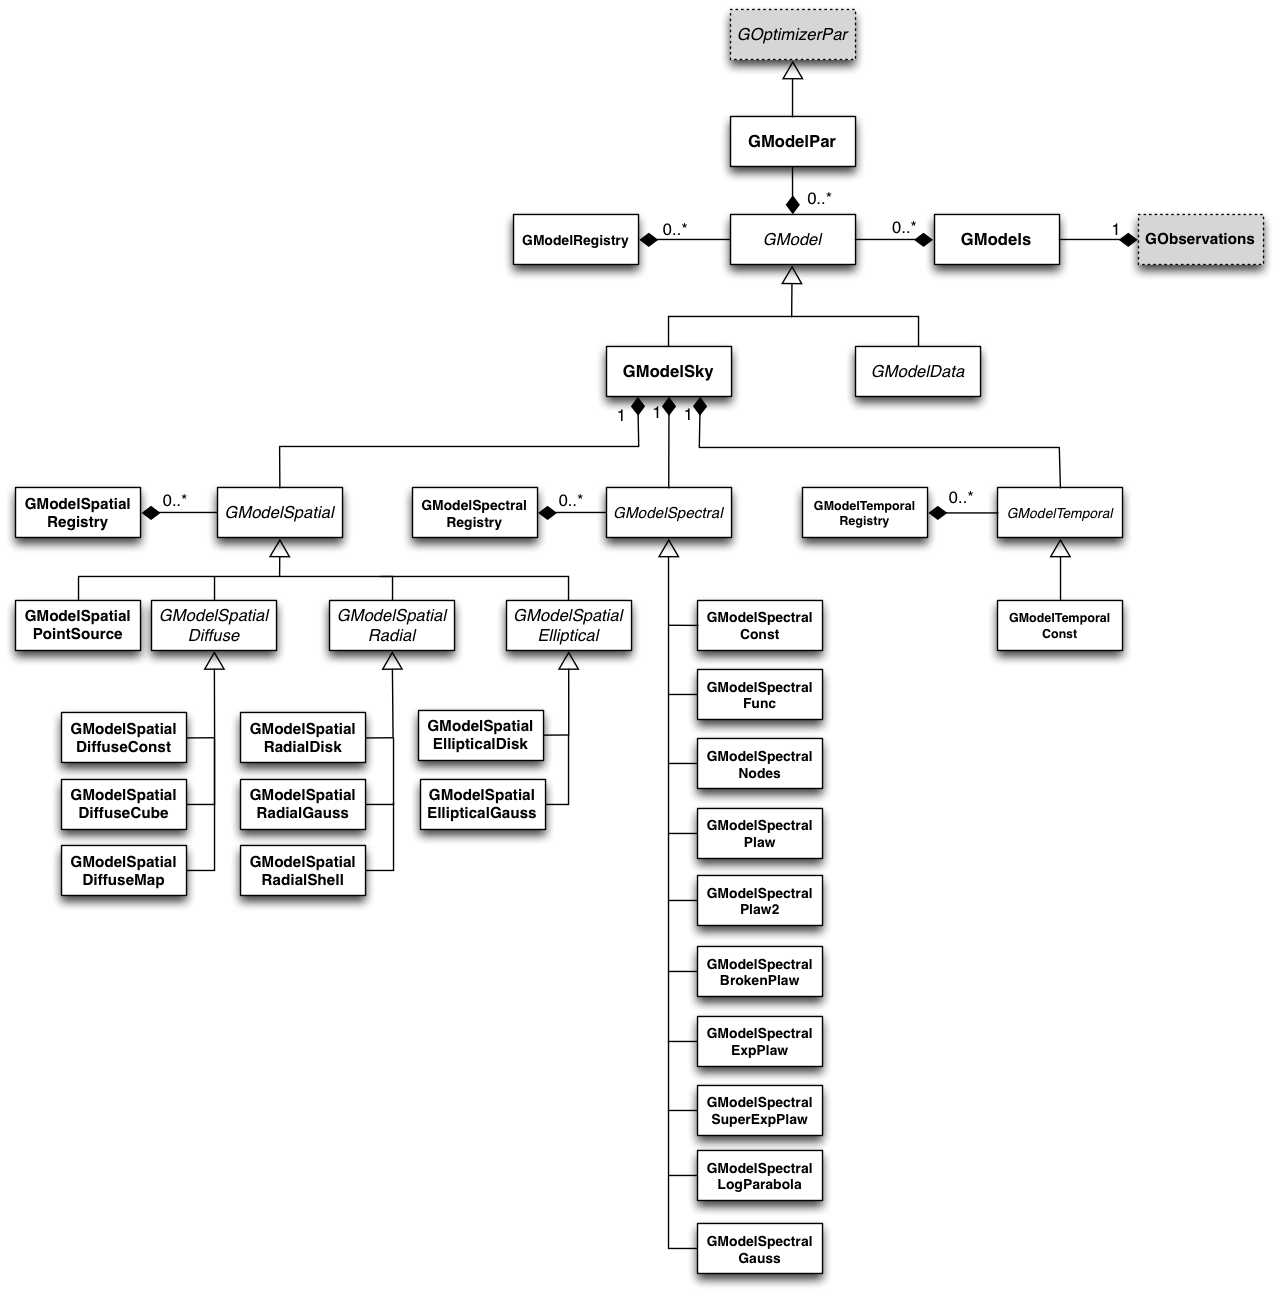 GOptimizerPar
GModelPar
0..*
GModelRegistry
0..*
GModel
0..*
GModels
1
GObservations
GModelSky
GModelData
1
1
1
GModelSpatial
Registry
0..*
GModelSpatial
GModelSpectral
Registry
0..*
GModelSpectral
GModelTemporal
Registry
0..*
GModelTemporal
GModelSpatial
PointSource
GModelSpatial
Diffuse
GModelSpatial
Radial
GModelSpatial
Elliptical
GModelSpectral
Const
GModelTemporal
Const
GModelSpatial
DiffuseConst
GModelSpatial
DiffuseCube
GModelSpatial
DiffuseMap
GModelSpatial
RadialDisk
GModelSpatial
RadialGauss
GModelSpatial
RadialShell
GModelSpatial
EllipticalDisk
GModelSpatial
EllipticalGauss
GModelSpectral
Func
GModelSpectral
Nodes
GModelSpectral
Plaw
GModelSpectral
Plaw2
GModelSpectral
BrokenPlaw
GModelSpectral
ExpPlaw
GModelSpectral
SuperExpPlaw
GModelSpectral
LogParabola
GModelSpectral
Gauss